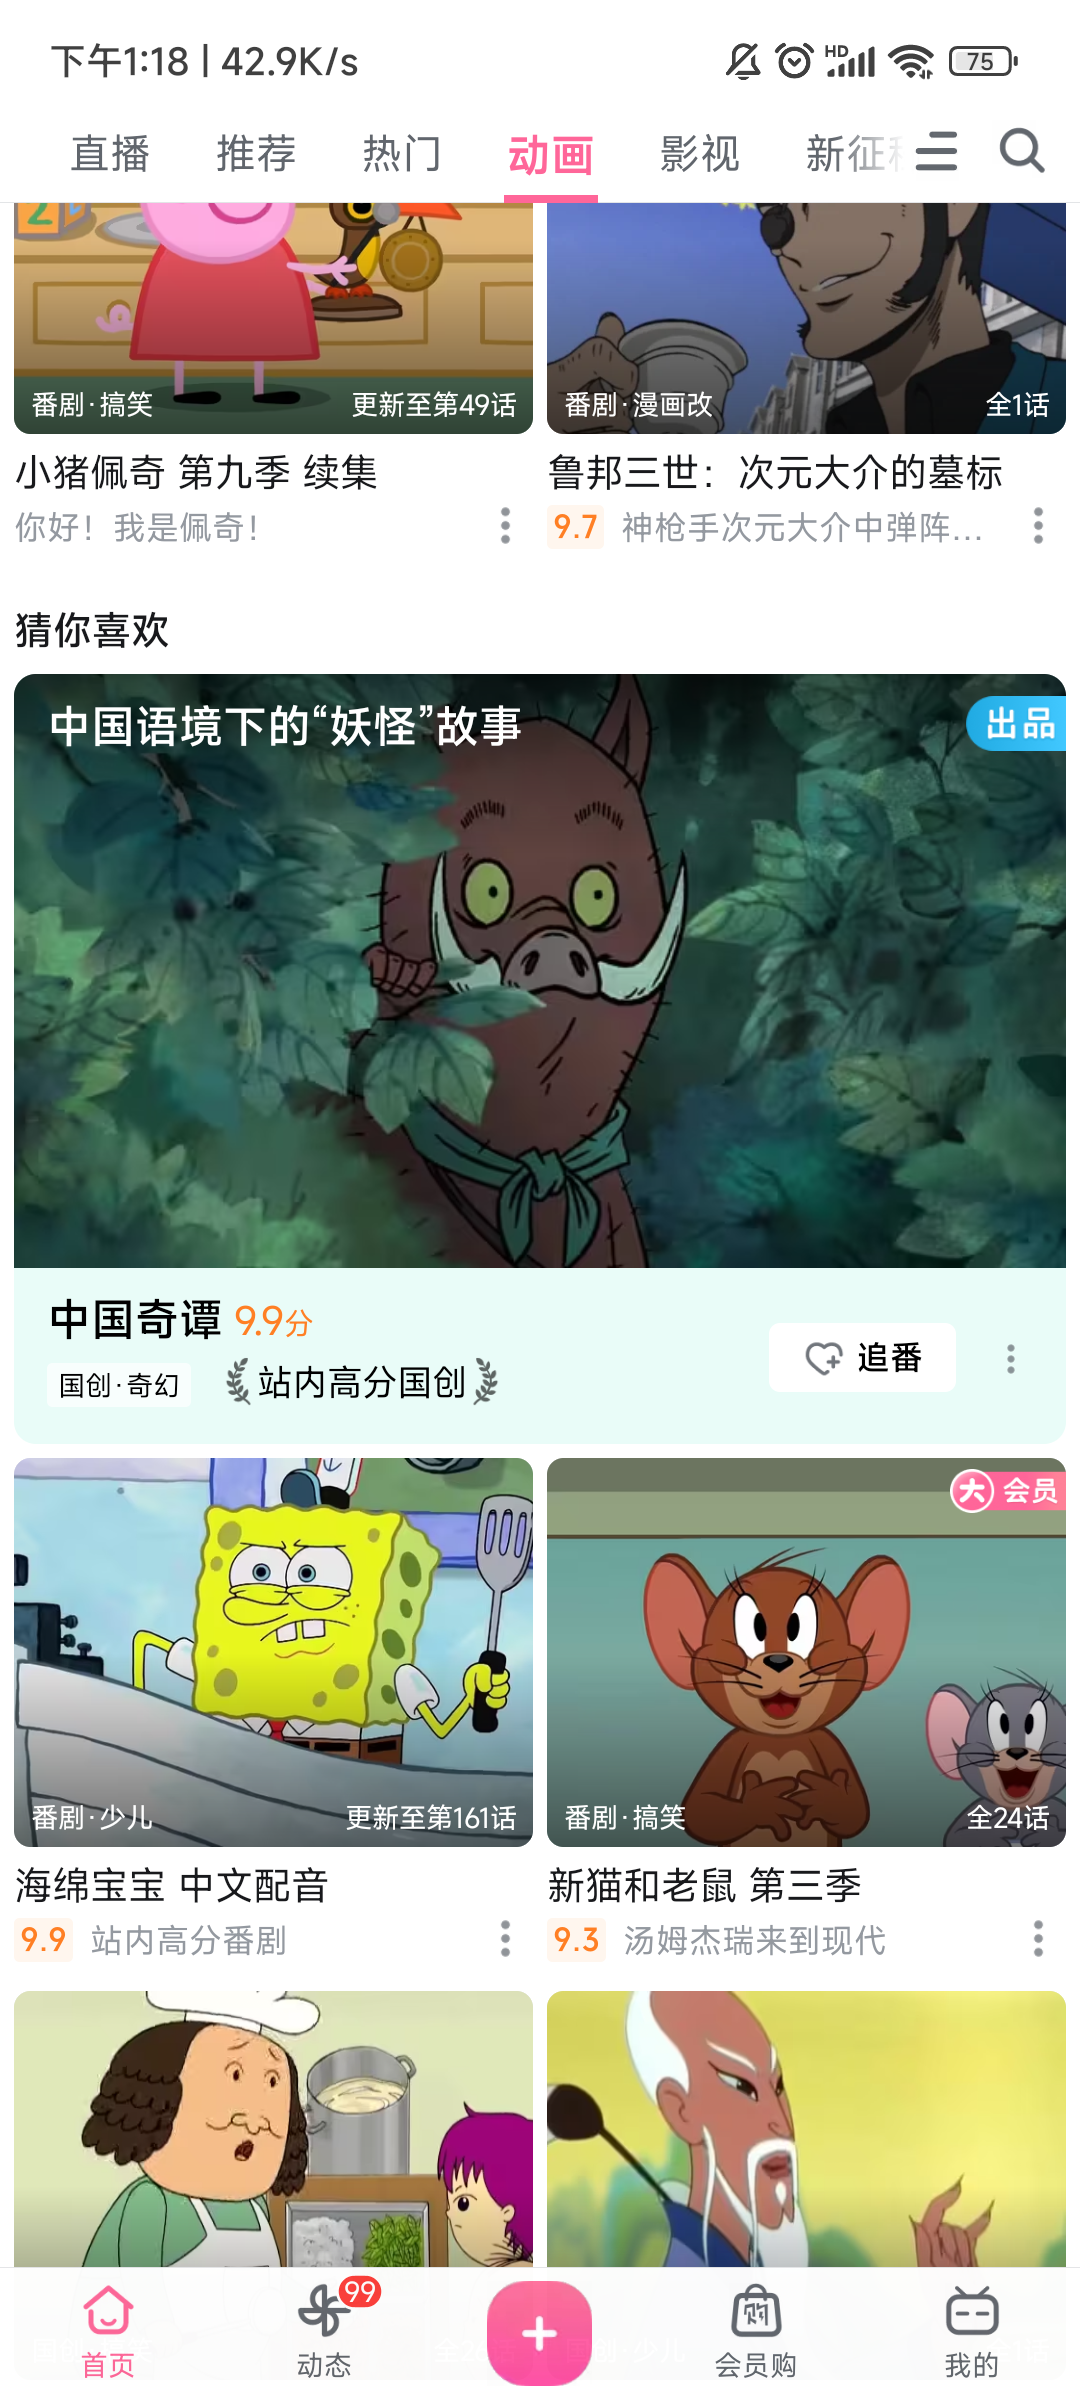 下午1:18 | 42.9K/s
HD
75
直播 推荐 热门 动画 影视 新征
番剧·搞笑 更新至第49话
番剧·漫画改 全1话
小猪佩奇 第九季 续集
你好！我是佩奇！
鲁邦三世：次元大介的墓标
9.7 神枪手次元大介中弹阵...
猜你喜欢
中国语境下的“妖怪”故事
出品
中国奇谭 9.9分
国创·奇幻 站内高分国创
追番
大 会员
番剧·少儿 更新至第161话
番剧·搞笑 全24话
海绵宝宝 中文配音
9.9 站内高分番剧
新猫和老鼠 第三季
9.3 汤姆杰瑞来到现代
99
购
首页 动态 会员购 我的